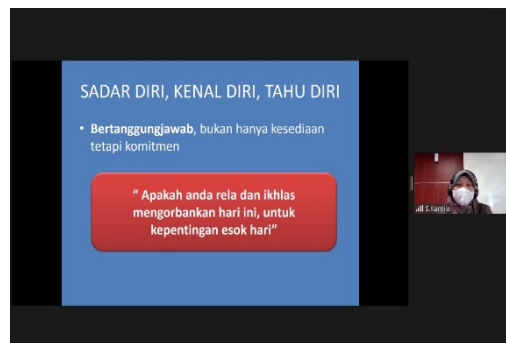 SADAR DIRI, KENAL DIRI, TAHU DIRI
• Bertanggungjawab, bukan hanya kesediaan
tetapi komitmen
“ Apakah anda rela dan ikhlas
mengorbankan hari ini, untuk
kepentingan esok hari”
S.Kamila